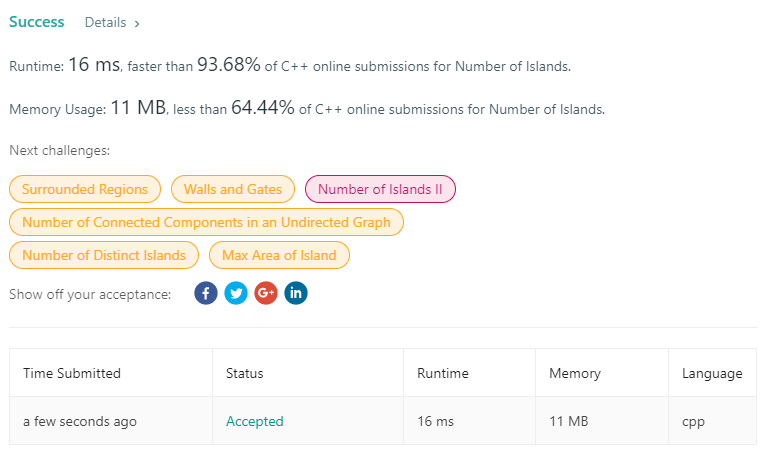 Success Details >
Runtime: 16 ms, faster than 93.68% of C++ online submissions for Number of Islands.
Memory Usage: 11 MB, less than 64.44% of C++ online submissions for Number of Islands.
Next challenges:
Surrounded Regions Walls and Gates Number of Islands II
Number of Connected Components in an Undirected Graph
Number of Distinct Islands Max Area of Island
Show off your acceptance: f G+ in
Time Submitted Status Runtime Memory Language
a few seconds ago Accepted 16 ms 11 MB cpp